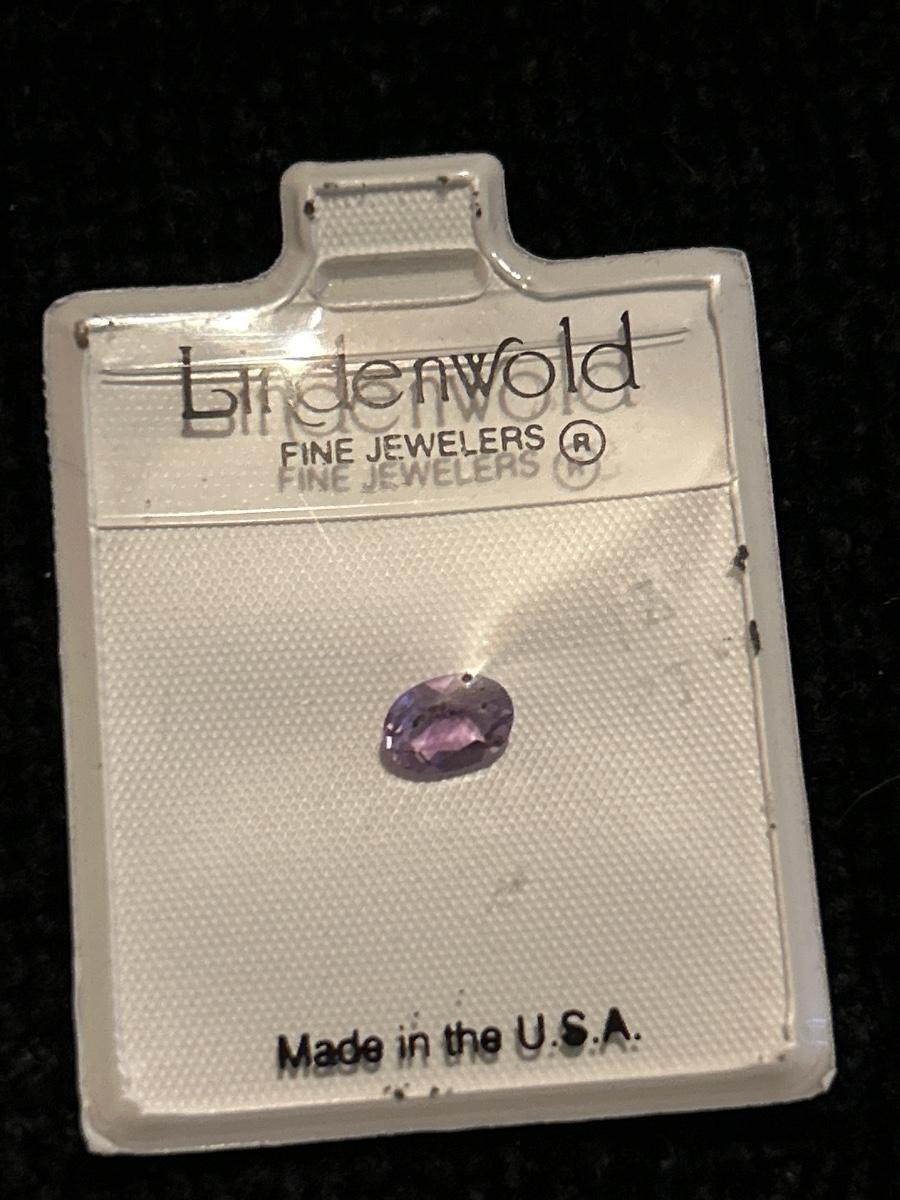 Lindenwold
FINE JEWELERS ®
Made in the U.S.A.